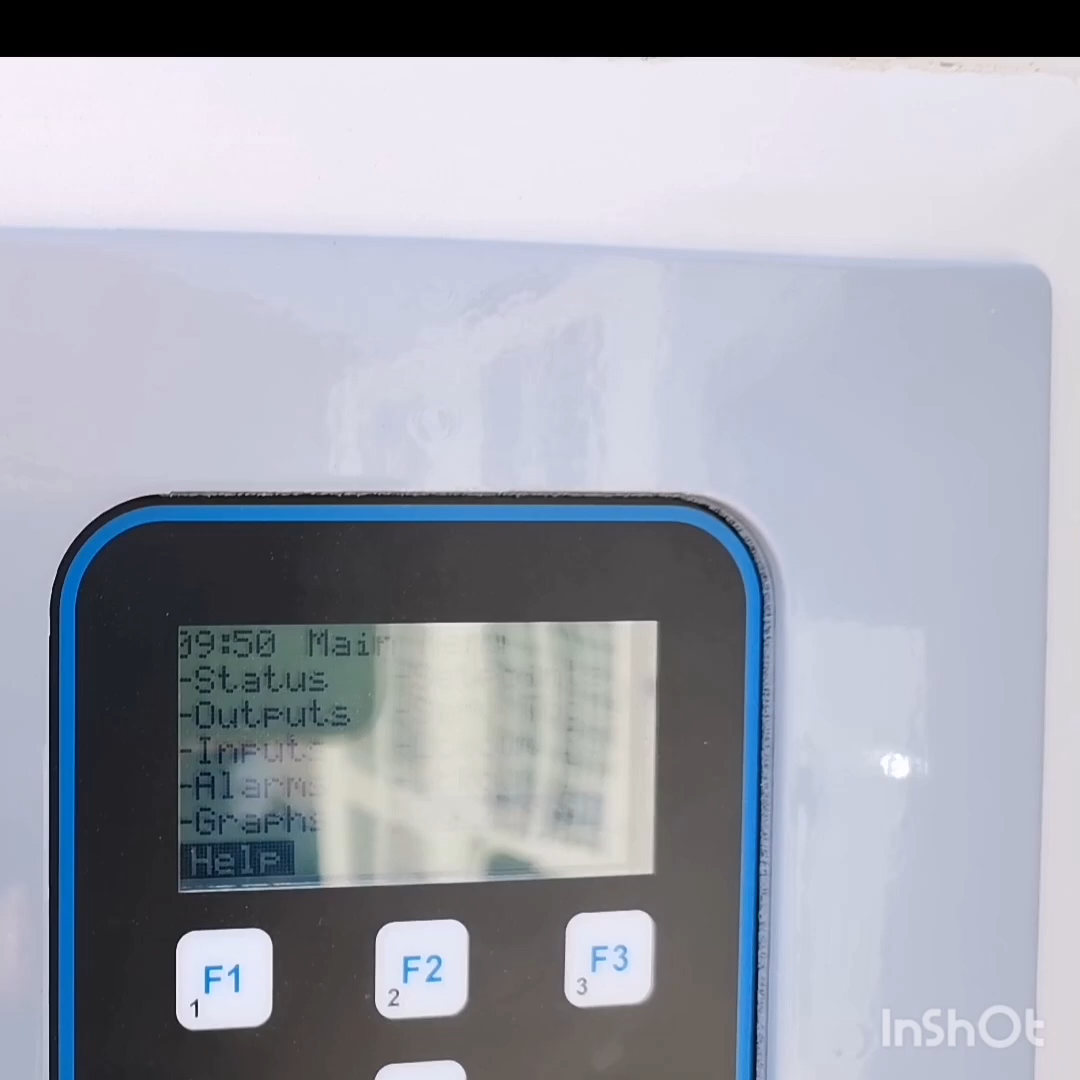 09:50 Main
-Status
-Outputs
-Inputs
-Alarms
-Graphs
Help
F1
1
F2
2
F3
3
InShOt